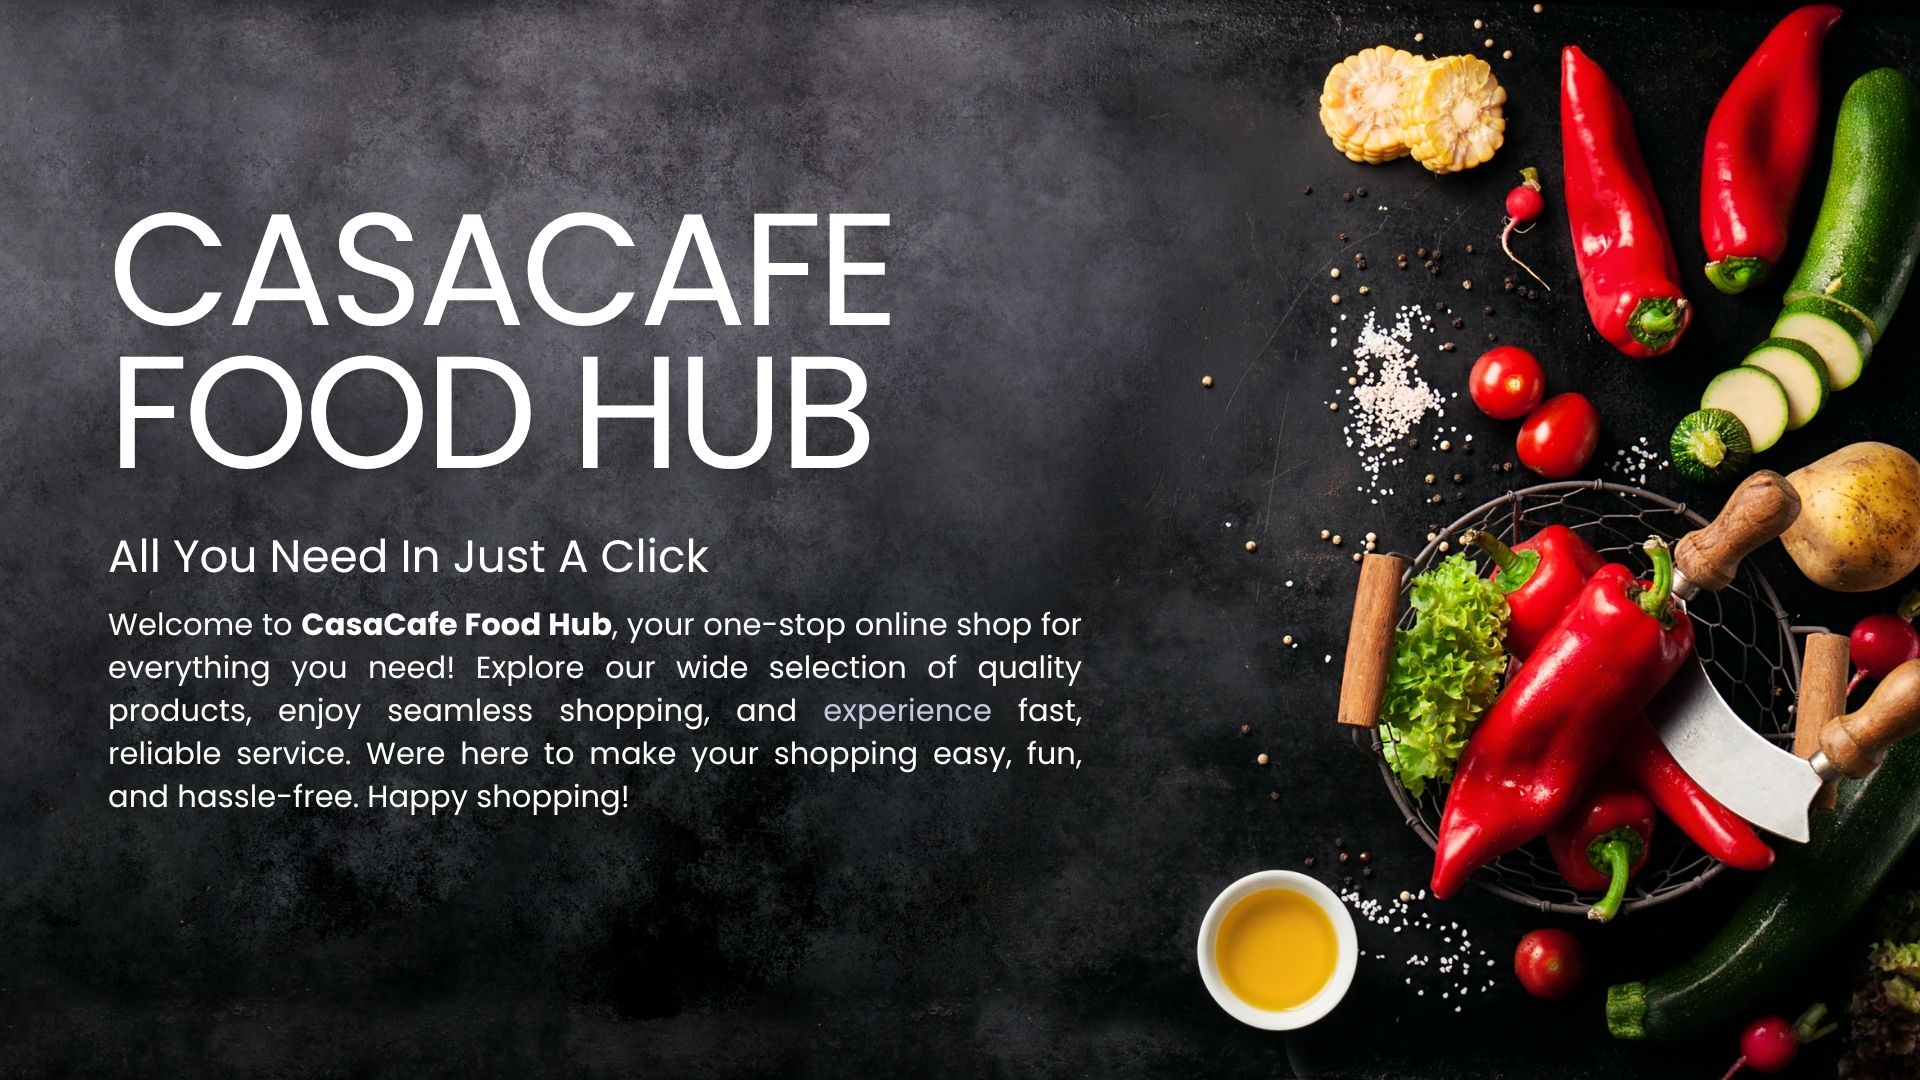 CASACAFE
FOOD HUB
All You Need In Just A Click
Welcome to CasaCafe Food Hub, your one-stop online shop for
everything you need! Explore our wide selection of quality
products, enjoy seamless shopping, and experience fast,
reliable service. Were here to make your shopping easy, fun,
and hassle-free. Happy shopping!